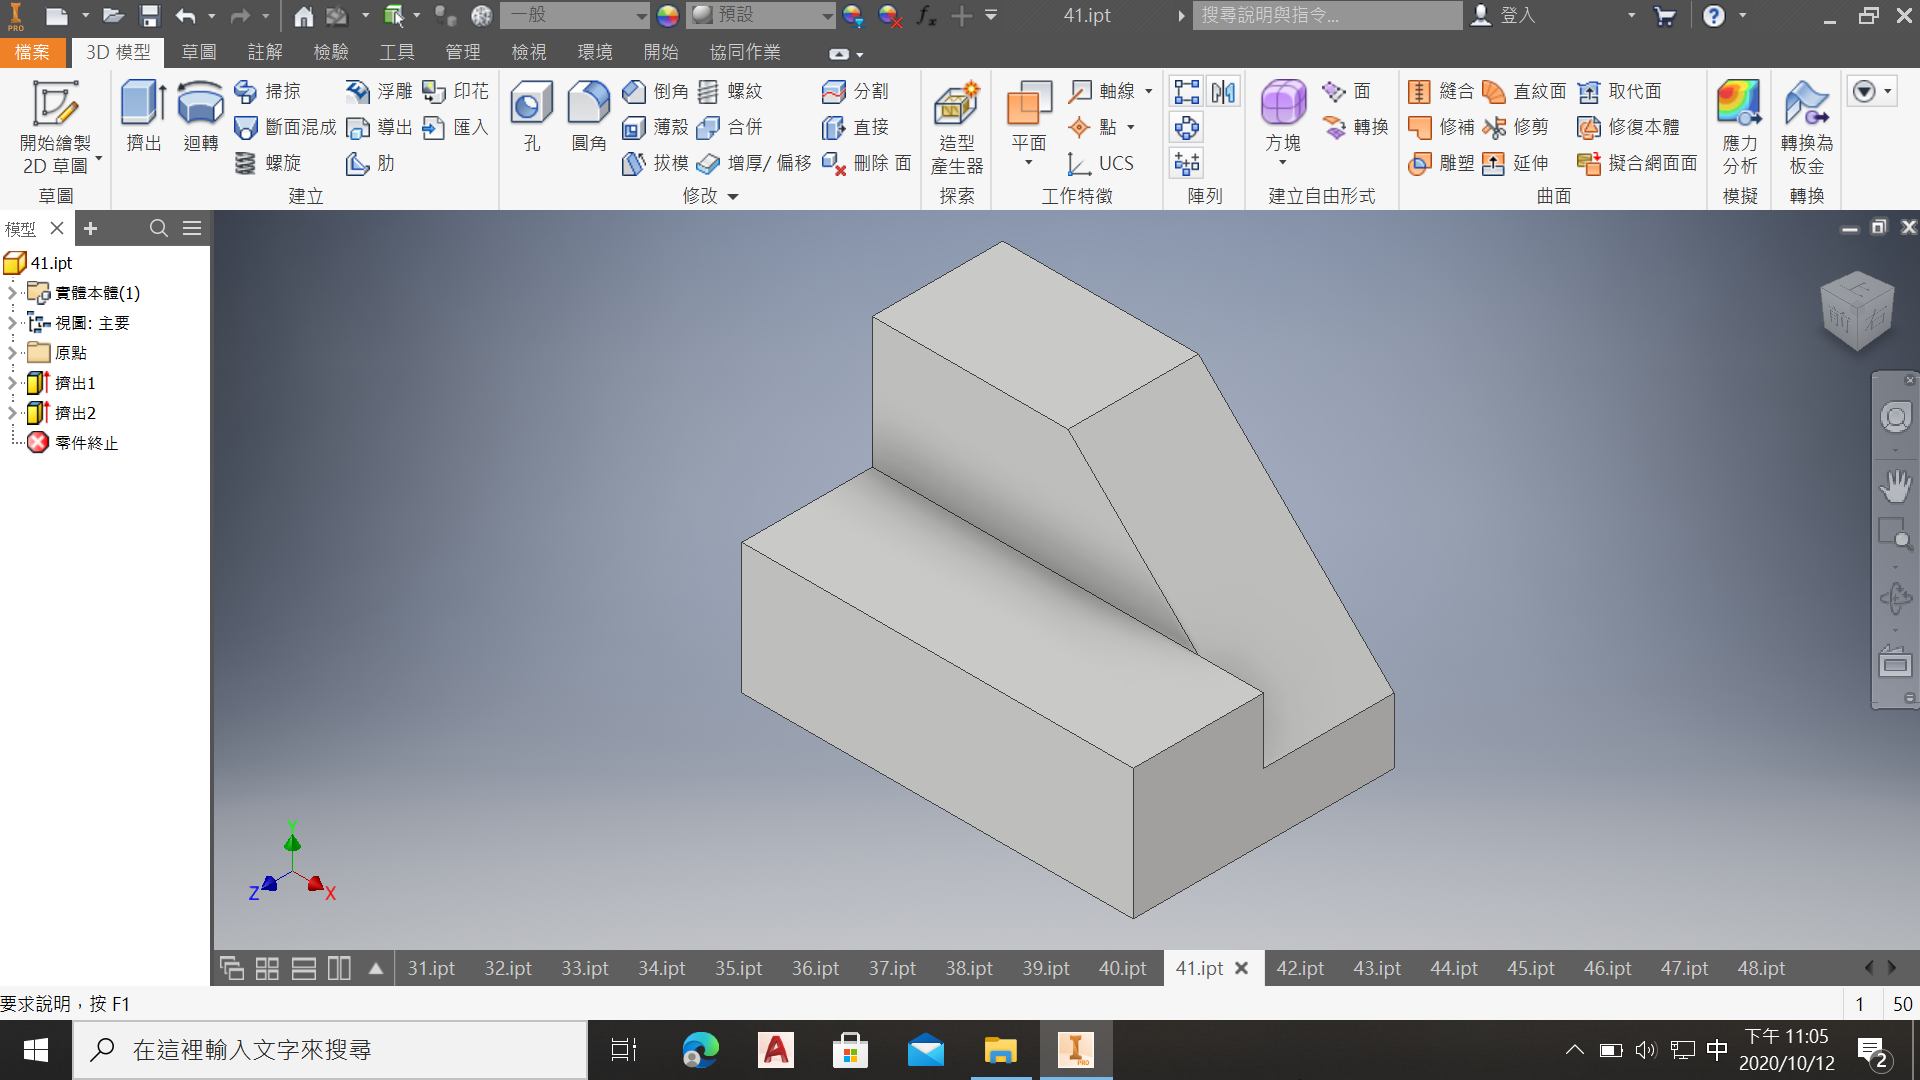 PRO 一般 預設 fx 41.ipt 搜尋說明與指令... 登入
檔案 3D 模型 草圖 註解 檢驗 工具 管理 檢視 環境 開始 協同作業
開始繪製
2D 草圖
草圖
擠出 迴轉 掃掠 浮雕 印花
斷面混成 導出 匯入
螺旋 肋
建立
孔 圓角 倒角 螺紋 分割
薄殼 合併 直接
拔模 增厚/ 偏移 刪除 面
修改
造型
產生器
探索
平面 軸線
點
UCS
工作特徵
陣列
方塊 面
轉換
建立自由形式
縫合 直紋面 取代面
修補 修剪 修復本體
雕塑 延伸 擬合網面面
曲面
應力
分析
模擬
轉換為
板金
轉換
模型
41.ipt
實體本體(1)
視圖: 主要
原點
擠出1
擠出2
零件終止
上
前 右
Y
Z X
31.ipt 32.ipt 33.ipt 34.ipt 35.ipt 36.ipt 37.ipt 38.ipt 39.ipt 40.ipt 41.ipt 42.ipt 43.ipt 44.ipt 45.ipt 46.ipt 47.ipt 48.ipt
要求說明，按 F1 1 50
在這裡輸入文字來搜尋 PRO 中 下午 11:05
2020/10/12 2